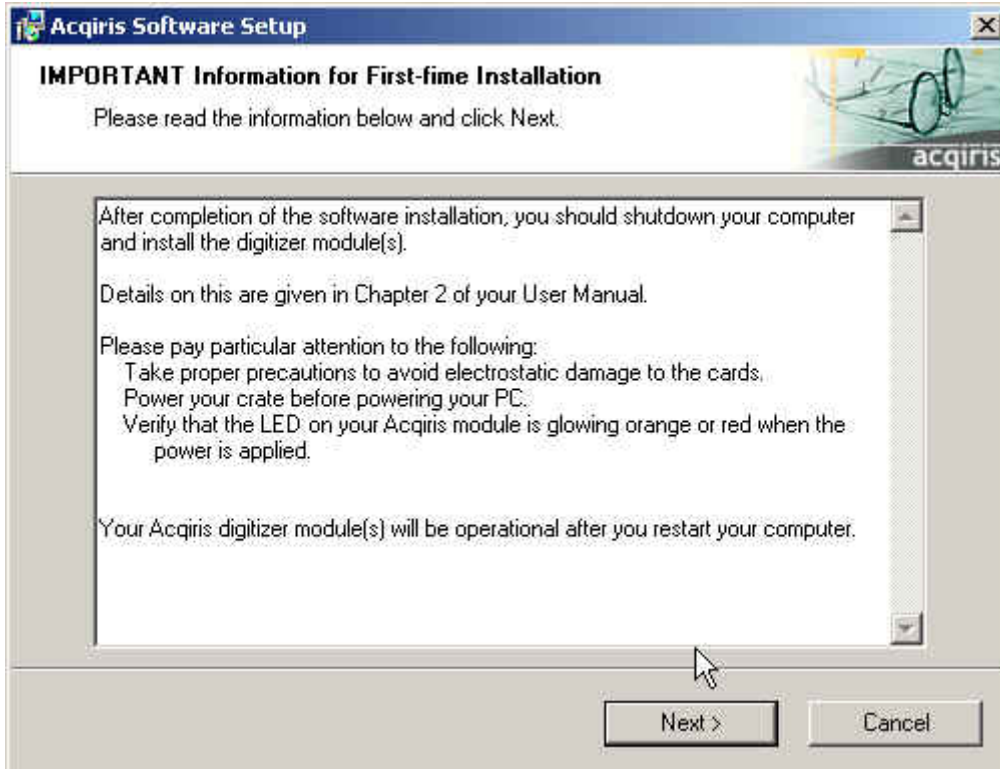 Acqiris Software Setup
IMPORTANT Information for First-fime Installation
Please read the information below and click Next.
acqiris
After completion of the software installation, you should shutdown your computer
and install the digitizer module(s).
Details on this are given in Chapter 2 of your User Manual.
Please pay particular attention to the following:
Take proper precautions to avoid electrostatic damage to the cards.
Power your crate before powering your PC.
Verify that the LED on your Acqiris module is glowing orange or red when the
power is applied.
Your Acqiris digitizer module(s) will be operational after you restart your computer.
Next >
Cancel